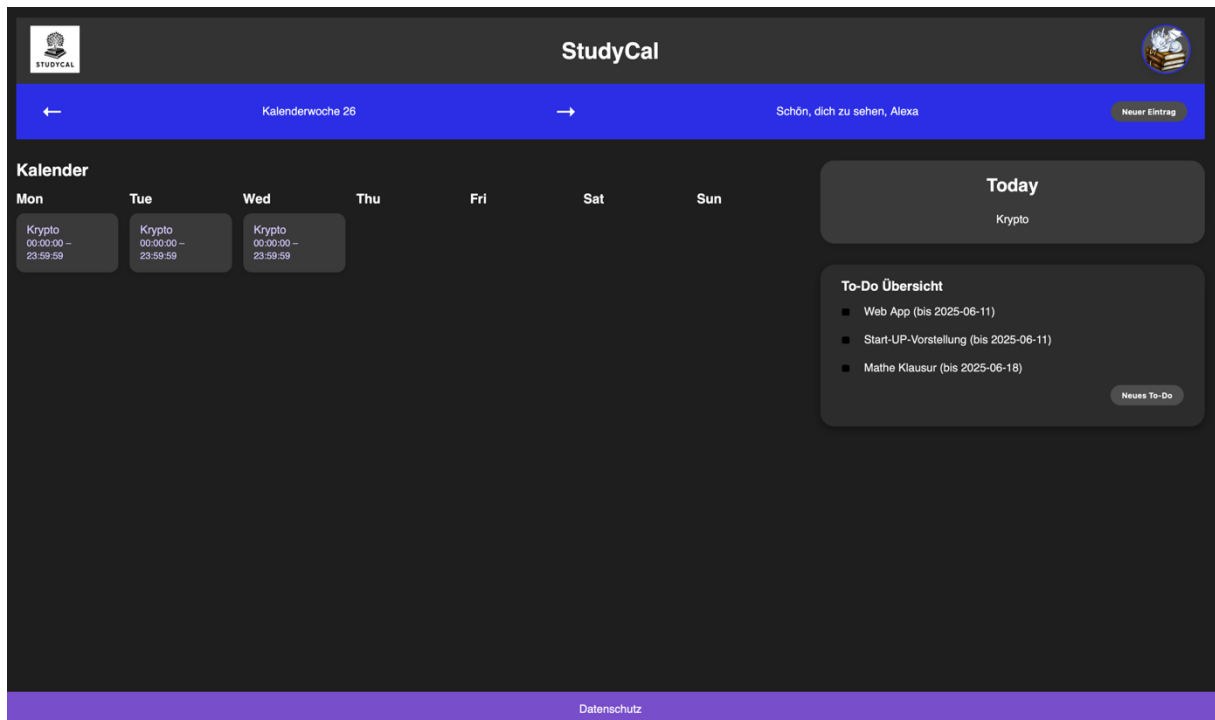 STUDYCAL
StudyCal
← Kalenderwoche 26 → Schön, dich zu sehen, Alexa Neuer Eintrag
Kalender
Mon Tue Wed Thu Fri Sat Sun
Krypto
00:00:00 –
23:59:59
Krypto
00:00:00 –
23:59:59
Krypto
00:00:00 –
23:59:59
Today
Krypto
To-Do Übersicht
Web App (bis 2025-06-11)
Start-UP-Vorstellung (bis 2025-06-11)
Mathe Klausur (bis 2025-06-18)
Neues To-Do
Datenschutz